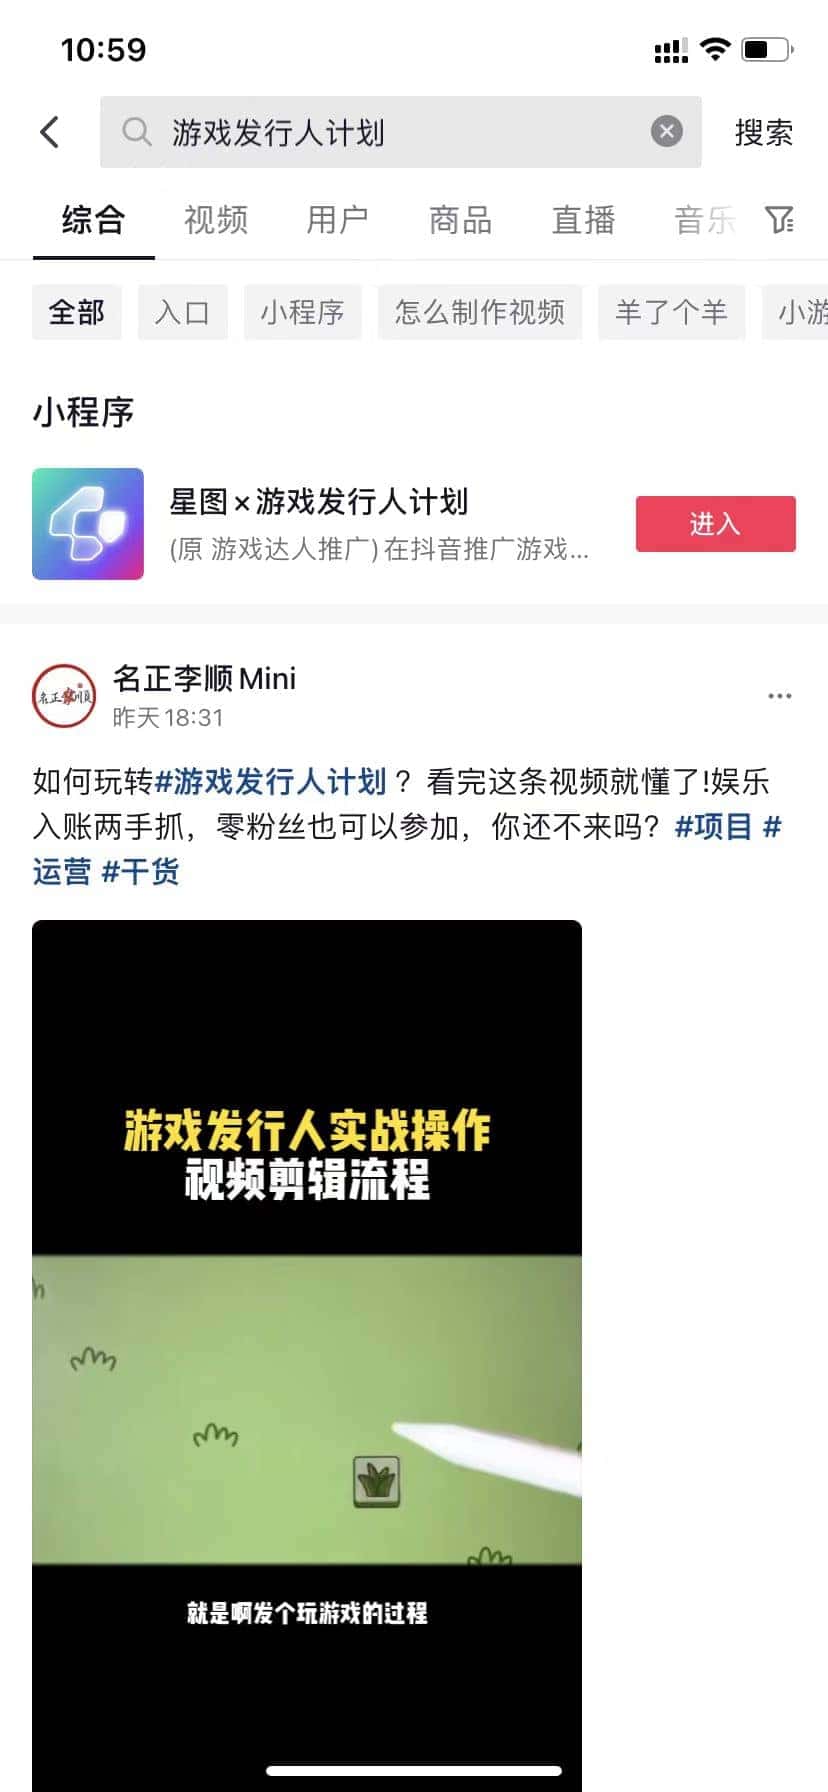 10:59
游戏发行人计划
搜索
综合 视频 用户 商品 直播 音乐
全部 入口 小程序 怎么制作视频 羊了个羊 小游
小程序
星图×游戏发行人计划
(原 游戏达人推广) 在抖音推广游戏...
进入
名正李顺
名正李顺Mini
昨天18:31
如何玩转#游戏发行人计划 ？看完这条视频就懂了!娱乐
入账两手抓，零粉丝也可以参加，你还不来吗？#项目 #
运营 #干货
游戏发行人实战操作
视频剪辑流程
就是啊发个玩游戏的过程